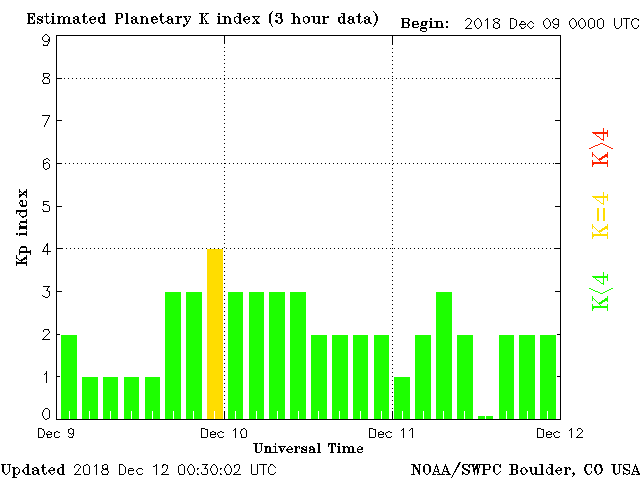 Estimated Planetary K index (3 hour data) Begin: 2018 Dec 09 0000 UTC
9
8
7
6
5
4
3
2
1
0
Kp index
K>4
K=4
K<4
Dec 9 Dec 10 Dec 11 Dec 12
Universal Time
Updated 2018 Dec 12 00:30:02 UTC NOAA/SWPC Boulder, CO USA